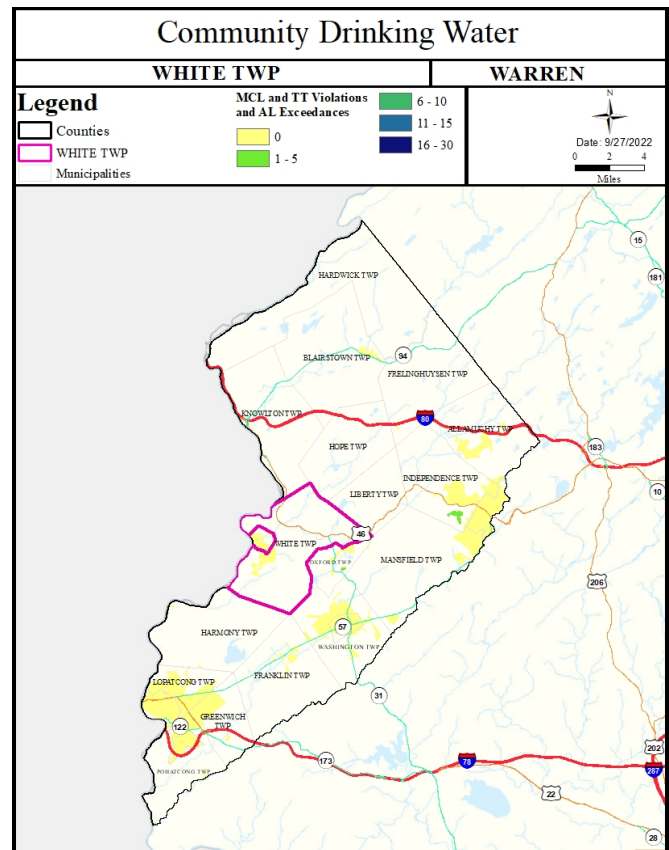 Community Drinking Water
WHITE TWP
WARREN
Legend
Counties
WHITE TWP
Municipalities
MCL and TT Violations
and AL Exceedances
0
1 - 5
6 - 10
11 - 15
16 - 30
N
Date: 9/27/2022
0 2 4
Miles
15
181
HARDWICK TWP
94
BLAIRSTOWN TWP
FRELINGHUYSEN TWP
KNOWLTON TWP
80
ALLAMUCHY TWP
HOPE TWP
183
INDEPENDENCE TWP
10
LIBERTY TWP
46
WHITE TWP
OXFORD TWP
MANSFIELD TWP
206
HARMONY TWP
57
WASHINGTON TWP
FRANKLIN TWP
LOPATCONG TWP
31
GREENWICH
TWP
122
202
173
78
287
POHATCONG TWP
22
28